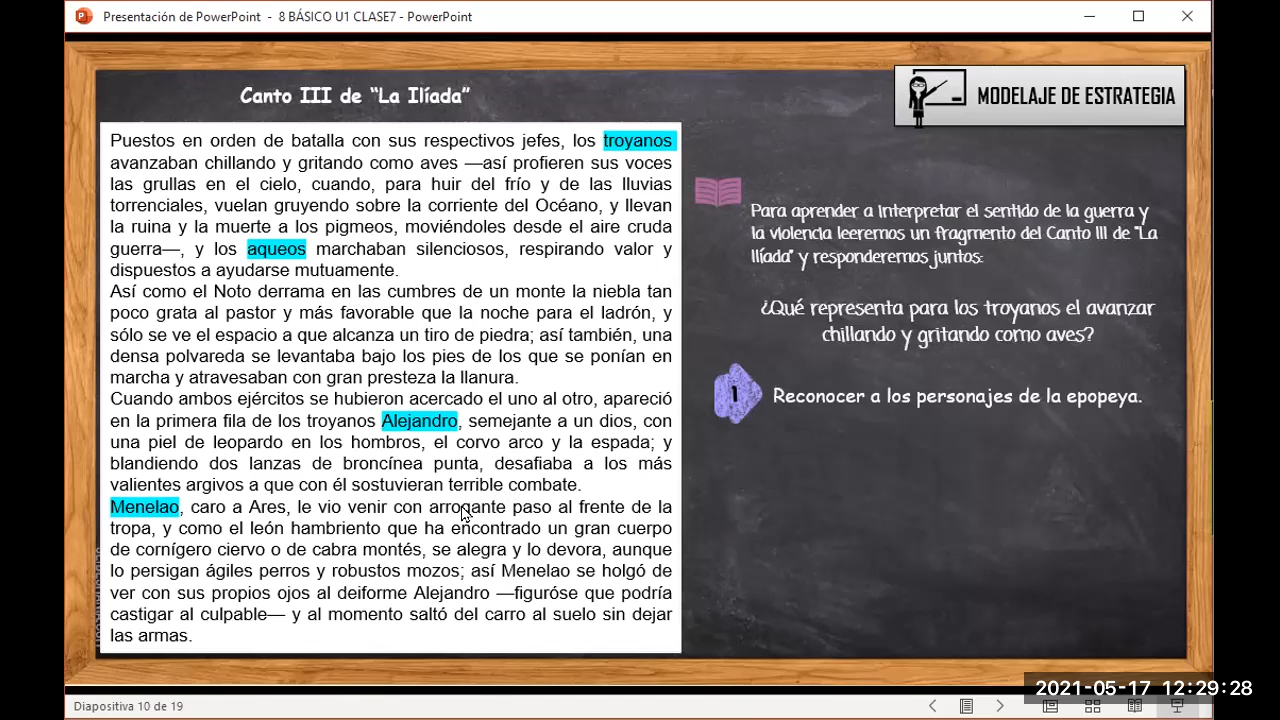 Presentación de PowerPoint - 8 BÁSICO U1 CLASE7 - PowerPoint
Canto III de “La Ilíada”
MODELAJE DE ESTRATEGIA
Puestos en orden de batalla con sus respectivos jefes, los troyanos
avanzaban chillando y gritando como aves —así profieren sus voces
las grullas en el cielo, cuando, para huir del frío y de las lluvias
torrenciales, vuelan gruyendo sobre la corriente del Océano, y llevan
la ruina y la muerte a los pigmeos, moviéndoles desde el aire cruda
guerra—, y los aqueos marchaban silenciosos, respirando valor y
dispuestos a ayudarse mutuamente.
Así como el Noto derrama en las cumbres de un monte la niebla tan
poco grata al pastor y más favorable que la noche para el ladrón, y
sólo se ve el espacio a que alcanza un tiro de piedra; así también, una
densa polvareda se levantaba bajo los pies de los que se ponían en
marcha y atravesaban con gran presteza la llanura.
Cuando ambos ejércitos se hubieron acercado el uno al otro, apareció
en la primera fila de los troyanos Alejandro, semejante a un dios, con
una piel de leopardo en los hombros, el corvo arco y la espada; y
blandiendo dos lanzas de broncínea punta, desafiaba a los más
valientes argivos a que con él sostuvieran terrible combate.
Menelao, caro a Ares, le vio venir con arrogante paso al frente de la
tropa, y como el león hambriento que ha encontrado un gran cuerpo
de cornígero ciervo o de cabra montés, se alegra y lo devora, aunque
lo persigan ágiles perros y robustos mozos; así Menelao se holgó de
ver con sus propios ojos al deiforme Alejandro —figuróse que podría
castigar al culpable— y al momento saltó del carro al suelo sin dejar
las armas.
Para aprender a interpretar el sentido de la guerra y
la violencia leeremos un fragmento del Canto III de "La
Ilíada" y responderemos juntos:
¿Qué representa para los troyanos el avanzar
chillando y gritando como aves?
1
Reconocer a los personajes de la epopeya.
2021-05-17 12:29:28
Diapositiva 10 de 19